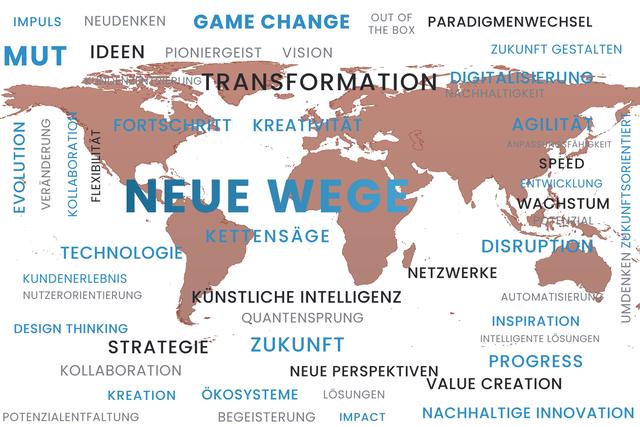 IMPULS
NEUDENKEN
GAME CHANGE
OUT OF
THE BOX
PARADIGMENWECHSEL
MUT
IDEEN
PIONIERGEIST
VISION
ZUKUNFT GESTALTEN
TRANSFORMATION
DIGITALISIERUNG
NACHHALTIGKEIT
FORTSCHRITT
KREATIVITÄT
AGILITÄT
ANPASSUNGSFÄHIGKEIT
EVOLUTION
VERÄNDERUNG
KOLLABORATION
FLEXIBILITÄT
SPEED
ENTWICKLUNG
NEUE WEGE
WACHSTUM
POTENZIAL
KETTENSÄGE
DISRUPTION
TECHNOLOGIE
NETZWERKE
UMDENKEN
ZUKUNFTSORIENTIERT
KUNDENERLEBNIS
NUTZERORIENTIERUNG
KÜNSTLICHE INTELLIGENZ
AUTOMATISIERUNG
QUANTENSPRUNG
INSPIRATION
DESIGN THINKING
STRATEGIE
ZUKUNFT
INTELLIGENTE LÖSUNGEN
PROGRESS
KOLLABORATION
NEUE PERSPEKTIVEN
VALUE CREATION
KREATION
ÖKOSYSTEME
LÖSUNGEN
POTENZIALENTFALTUNG
BEGEISTERUNG
IMPACT
NACHHALTIGE INNOVATION